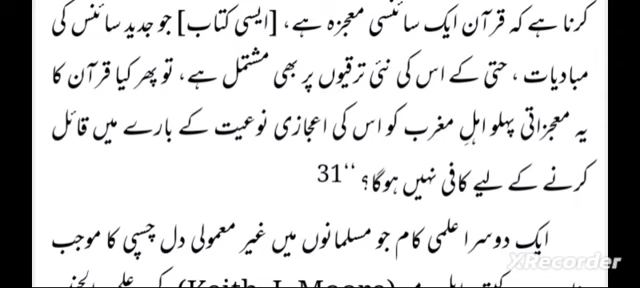 کرنا ہے کہ قرآن ایک سائنسی معجزہ ہے، [ایسی کتاب] جو جدید سائنس کی
مبادیات، حتیٰ کے اس کی نئی ترقیوں پر بھی مشتمل ہے، تو پھر کیا قرآن کا
یہ معجزاتی پہلو اہلِ مغرب کو اس کی اعجازی نوعیت کے بارے میں قائل
کرنے کے لیے کافی نہیں ہوگا؟ ‘‘31
ایک دوسرا علمی کام جو مسلمانوں میں غیر معمولی دل چسپی کا موجب
(Keith L Moore)
XRecorder